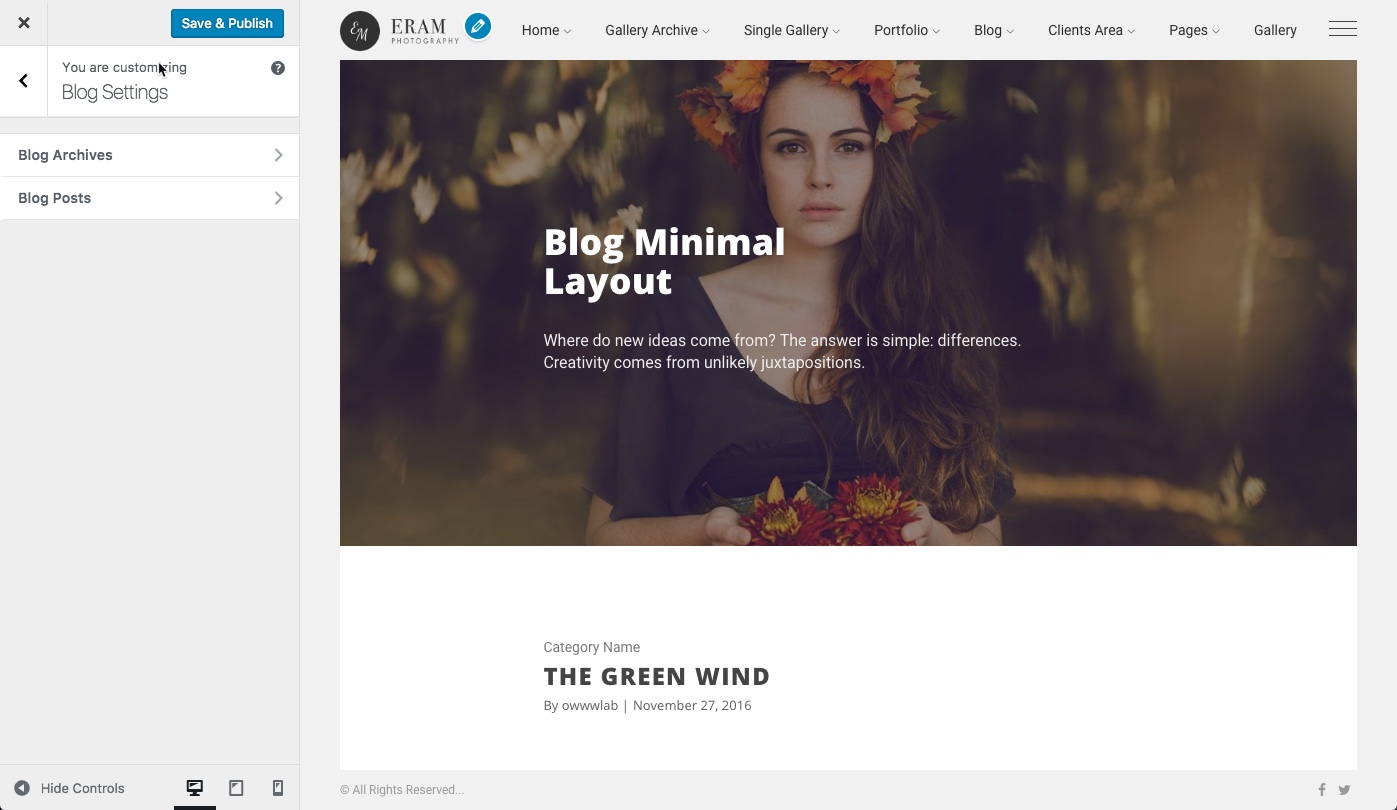 Save & Publish
You are customizing
Blog Settings
Blog Archives
Blog Posts
Hide Controls
EM
ERAM
PHOTOGRAPHY
Home
Gallery Archive
Single Gallery
Portfolio
Blog
Clients Area
Pages
Gallery
Blog Minimal
Layout
Where do new ideas come from? The answer is simple: differences.
Creativity comes from unlikely juxtapositions.
Category Name
THE GREEN WIND
By owwwlab | November 27, 2016
© All Rights Reserved...